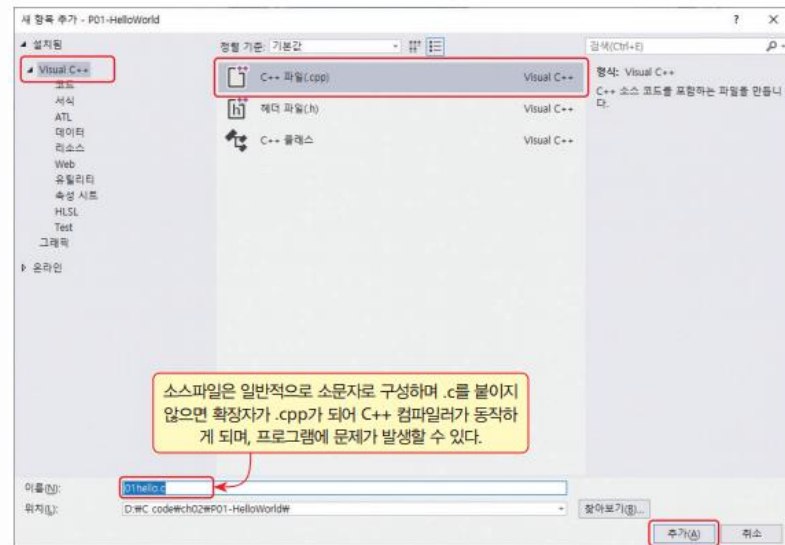 새 항목 추가 - P01-HelloWorld ? ×
설치됨 정렬 기준: 기본값 검색(Ctrl+E)
Visual C++
코드
서식
ATL
데이터
리소스
Web
유틸리티
속성 시트
HLSL
Test
그래픽
온라인
C++ 파일(.cpp) Visual C++
헤더 파일(.h) Visual C++
C++ 클래스 Visual C++
형식: Visual C++
C++ 소스 코드를 포함하는 파일을 만듭니
다.
소스파일은 일반적으로 소문자로 구성하며 .c를 붙이지
않으면 확장자가 .cpp가 되어 C++ 컴파일러가 동작하
게 되며, 프로그램에 문제가 발생할 수 있다.
이름(N): 01hello.c
위치(L): D:₩C code₩ch02₩P01-HelloWorld₩ 찾아보기(B)...
추가(A) 취소